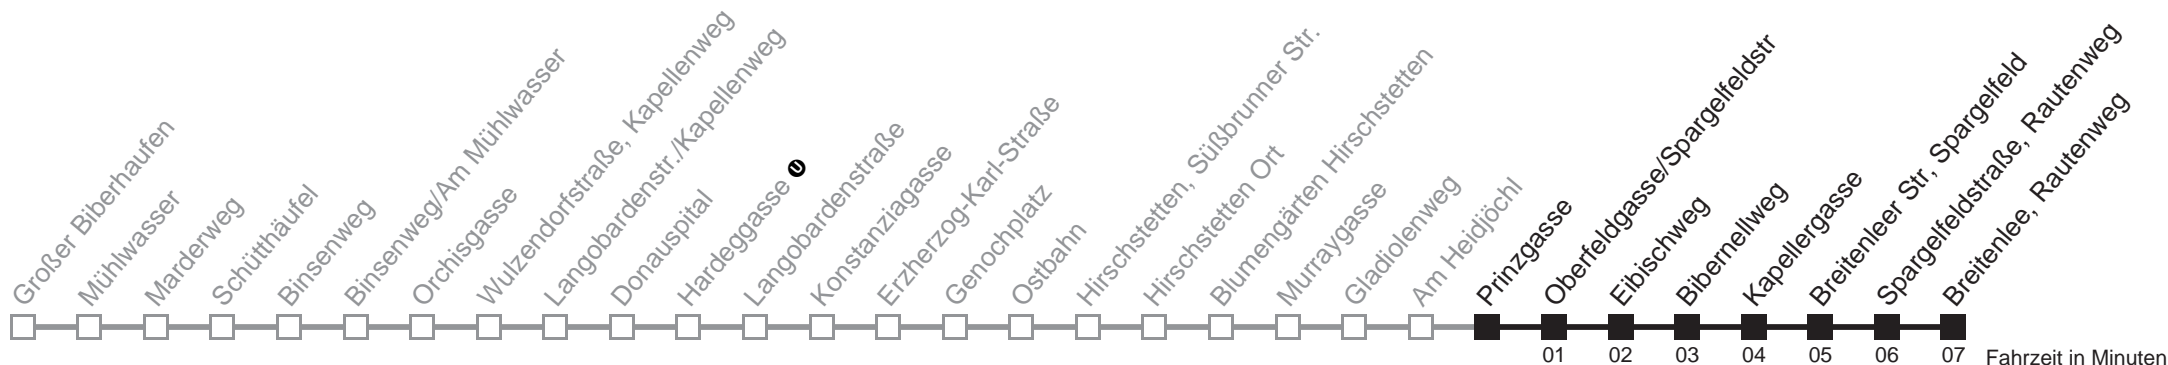 Großer Biberhaufen
Mühlwasser
Marderweg
Schütthäufel
Binsenweg
Binsenweg/Am Mühlwasser
Orchisgasse
Wulzendorfstraße, Kapellenweg
Langobardenstr./Kapellenweg
Donauspital
Hardeggasse U
Langobardenstraße
Konstanziagasse
Erzherzog-Karl-Straße
Genochplatz
Ostbahn
Hirschstetten, Süßbrunner Str.
Hirschstetten Ort
Blumengärten Hirschstetten
Murraygasse
Gladiolenweg
Am Heidjöchl
Prinzgasse
Oberfeldgasse/Spargelfeldstr
Eibischweg
Bibernellweg
Kapellergasse
Breitenleer Str, Spargelfeld
Spargelfeldstraße, Rautenweg
Breitenlee, Rautenweg
01 02 03 04 05 06 07 Fahrzeit in Minuten